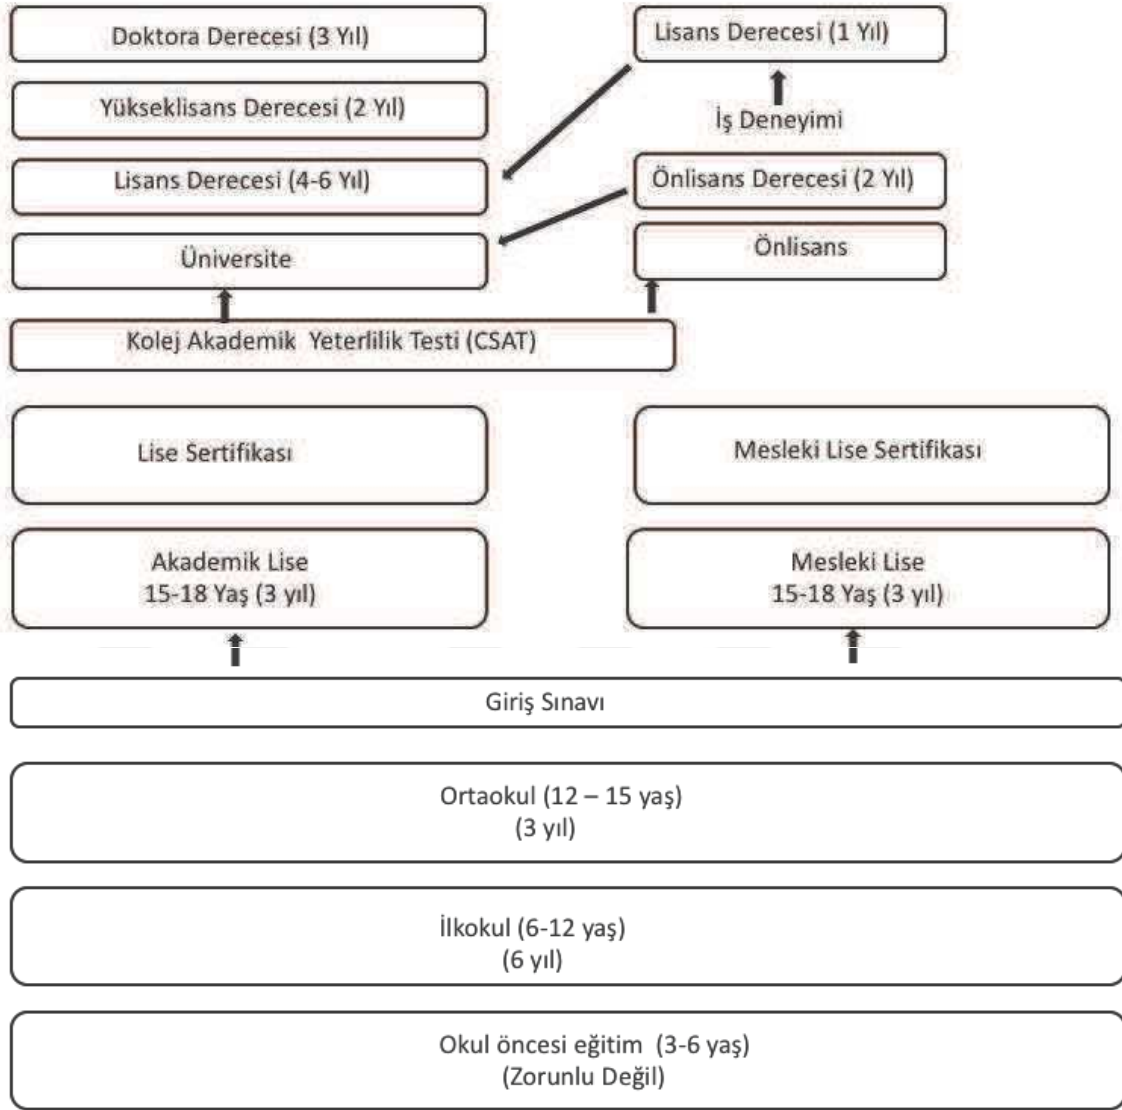 Doktora Derecesi (3 Yıl)
Lisans Derecesi (1 Yıl)
Yükseklisans Derecesi (2 Yıl)
İş Deneyimi
Lisans Derecesi (4-6 Yıl)
Önlisans Derecesi (2 Yıl)
Üniversite
Önlisans
Kolej Akademik Yeterlilik Testi (CSAT)
Lise Sertifikası
Mesleki Lise Sertifikası
Akademik Lise
15-18 Yaş (3 yıl)
Mesleki Lise
15-18 Yaş (3 yıl)
Giriş Sınavı
Ortaokul (12 – 15 yaş)
(3 yıl)
İlkokul (6-12 yaş)
(6 yıl)
Okul öncesi eğitim (3-6 yaş)
(Zorunlu Değil)